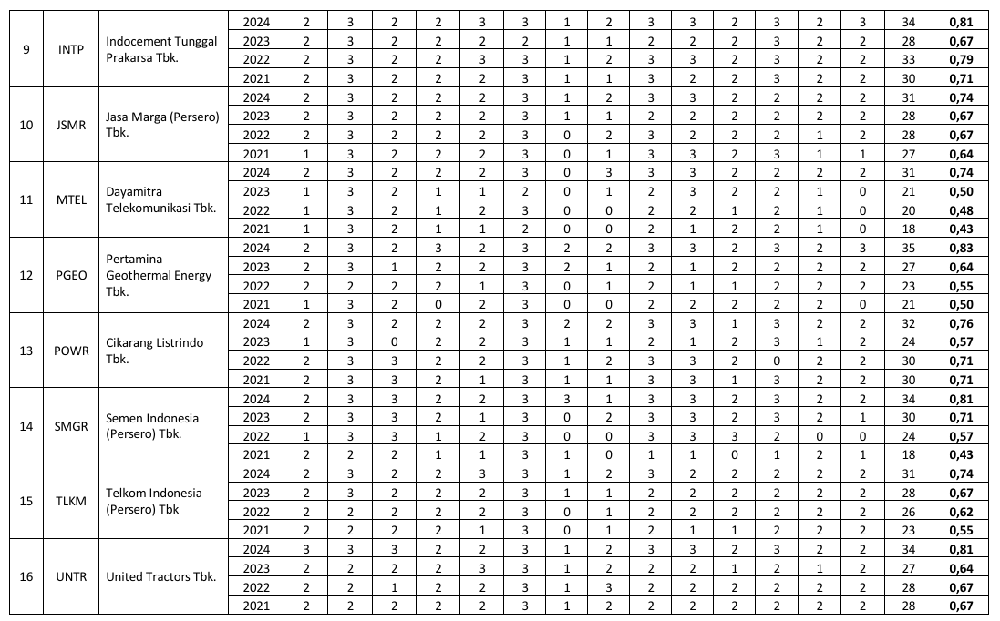 9 INTP Indocement Tunggal Prakarsa Tbk.
2024 2 3 2 2 3 3 1 2 3 3 2 3 2 3 34 0,81
2023 2 3 2 2 2 2 1 1 2 2 2 3 2 2 28 0,67
2022 2 3 2 2 3 3 1 2 3 3 2 3 2 2 33 0,79
2021 2 3 2 2 2 3 1 1 3 2 2 3 2 2 30 0,71
10 JSMR Jasa Marga (Persero) Tbk.
2024 2 3 2 2 2 3 1 2 3 3 2 2 2 2 31 0,74
2023 2 3 2 2 2 3 1 1 2 2 2 2 2 2 28 0,67
2022 2 3 2 2 2 3 0 2 3 2 2 2 1 2 28 0,67
2021 1 3 2 2 2 3 0 1 3 3 2 3 1 1 27 0,64
11 MTEL Dayamitra Telekomunikasi Tbk.
2024 2 3 2 2 2 3 0 3 3 3 2 2 2 2 31 0,74
2023 1 3 2 1 1 2 0 1 2 3 2 2 1 0 21 0,50
2022 1 3 2 1 2 3 0 0 2 2 1 2 1 0 20 0,48
2021 1 3 2 1 1 2 0 0 2 1 2 2 1 0 18 0,43
12 PGEO Pertamina Geothermal Energy Tbk.
2024 2 3 2 3 2 3 2 2 3 3 2 3 2 3 35 0,83
2023 2 3 1 2 2 3 2 1 2 1 2 2 2 2 27 0,64
2022 2 2 2 2 1 3 0 1 2 1 1 2 2 2 23 0,55
2021 1 3 2 0 2 3 0 0 2 2 2 2 2 0 21 0,50
13 POWR Cikarang Listrindo Tbk.
2024 2 3 2 2 2 3 2 2 3 3 1 3 2 2 32 0,76
2023 1 3 0 2 2 3 1 1 2 1 2 3 1 2 24 0,57
2022 2 3 3 2 2 3 1 2 3 3 2 0 2 2 30 0,71
2021 2 3 3 2 1 3 1 1 3 3 1 3 2 2 30 0,71
14 SMGR Semen Indonesia (Persero) Tbk.
2024 2 3 3 2 2 3 3 1 3 3 2 3 2 2 34 0,81
2023 2 3 3 2 1 3 0 2 3 3 2 3 2 1 30 0,71
2022 1 3 3 1 2 3 0 0 3 3 3 2 0 0 24 0,57
2021 2 2 2 1 1 3 1 0 1 1 0 1 2 1 18 0,43
15 TLKM Telkom Indonesia (Persero) Tbk
2024 2 3 2 2 3 3 1 2 3 2 2 2 2 2 31 0,74
2023 2 3 2 2 2 3 1 1 2 2 2 2 2 2 28 0,67
2022 2 2 2 2 2 3 0 1 2 2 2 2 2 2 26 0,62
2021 2 2 2 2 1 3 0 1 2 1 1 2 2 2 23 0,55
16 UNTR United Tractors Tbk.
2024 3 3 3 2 2 3 1 2 3 3 2 3 2 2 34 0,81
2023 2 2 2 2 3 3 1 2 2 2 1 2 1 2 27 0,64
2022 2 2 1 2 2 3 1 3 2 2 2 2 2 2 28 0,67
2021 2 2 2 2 2 3 1 2 2 2 2 2 2 2 28 0,67